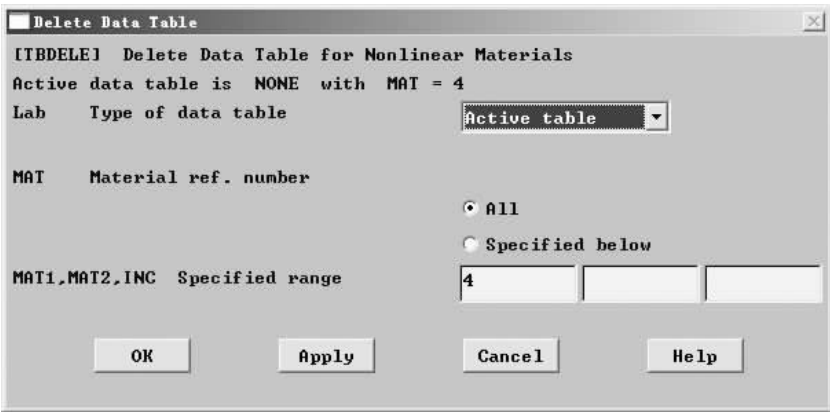 Delete Data Table
[TBDELE] Delete Data Table for Nonlinear Materials
Active data table is NONE with MAT = 4
Lab Type of data table Active table
MAT Material ref. number
All
Specified below
MAT1,MAT2,INC Specified range 4
OK Apply Cancel Help